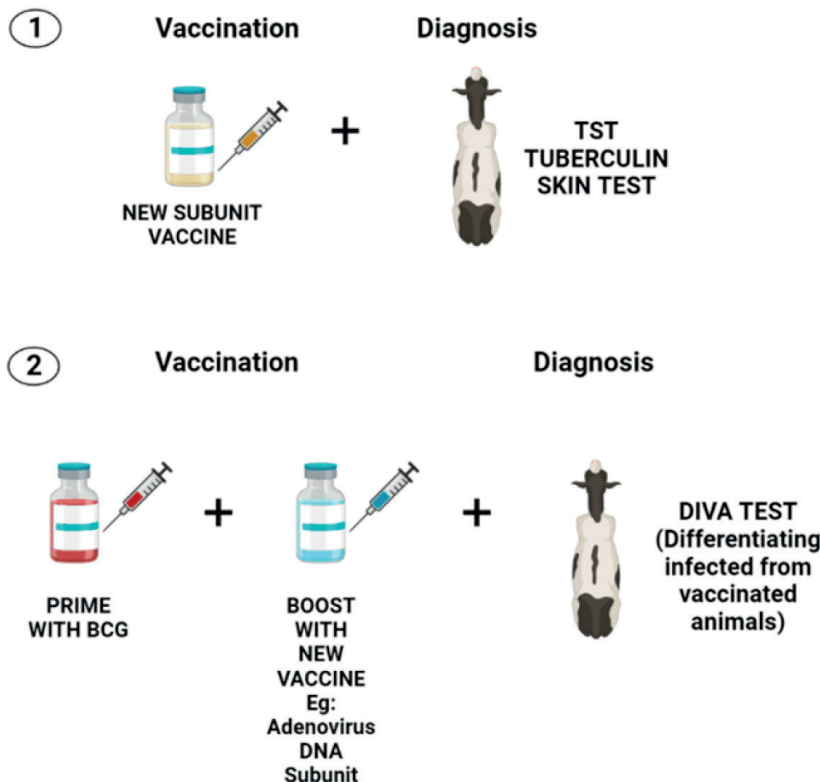 1
Vaccination
Diagnosis
NEW SUBUNIT
VACCINE
TST
TUBERCULIN
SKIN TEST
2
Vaccination
Diagnosis
PRIME
WITH BCG
BOOST
WITH
NEW
VACCINE
Eg:
Adenovirus
DNA
Subunit
DIVA TEST
(Differentiating
infected from
vaccinated
animals)